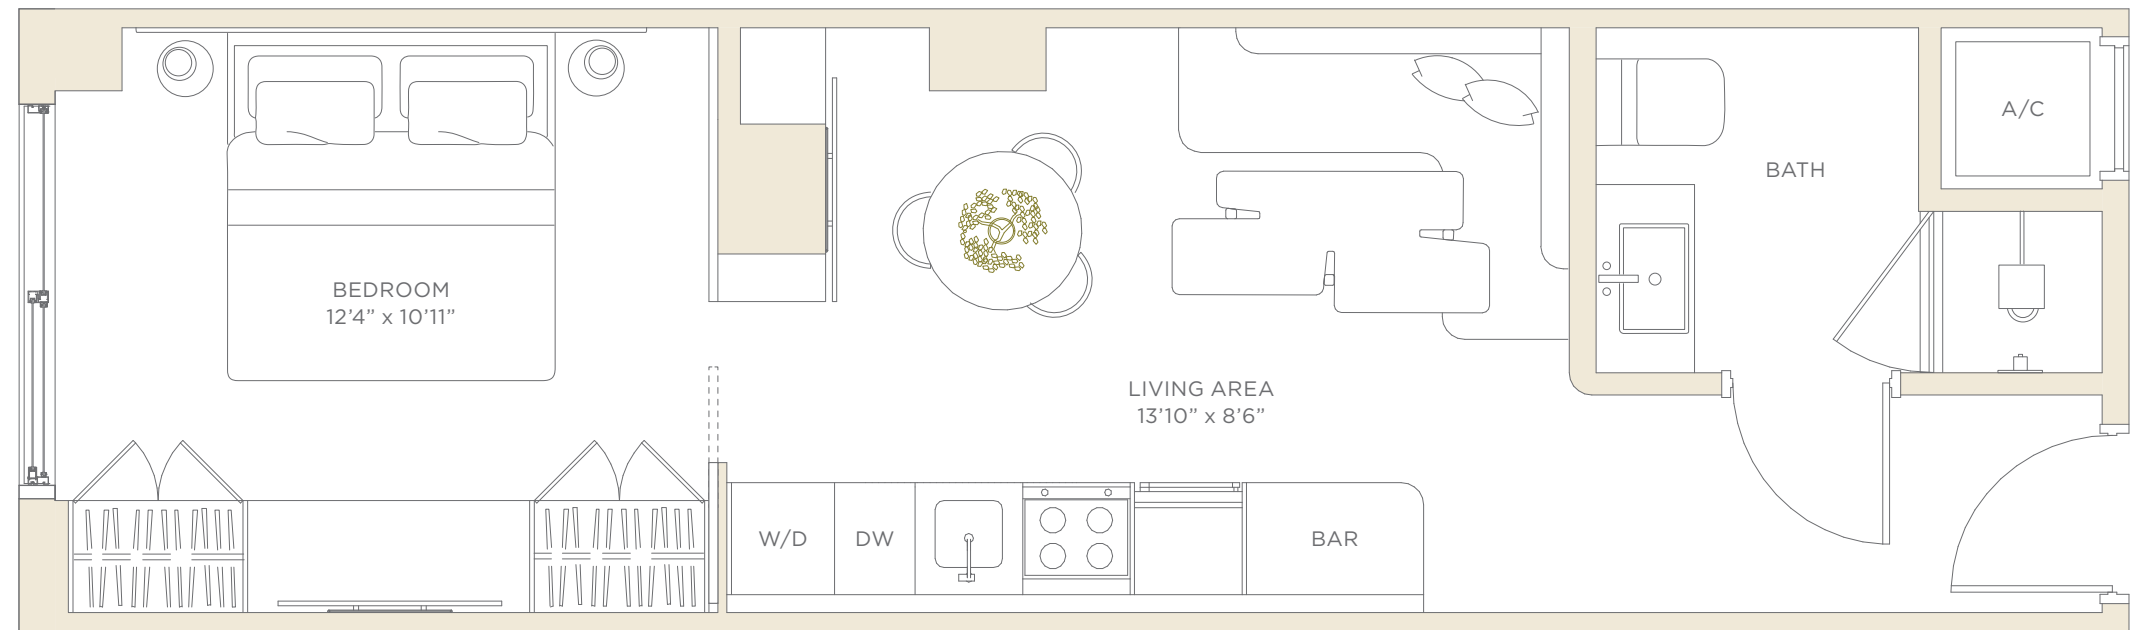 A/C
BATH
BEDROOM
12’4” x 10’11”
LIVING AREA
13’10” x 8’6”
W/D
DW
BAR